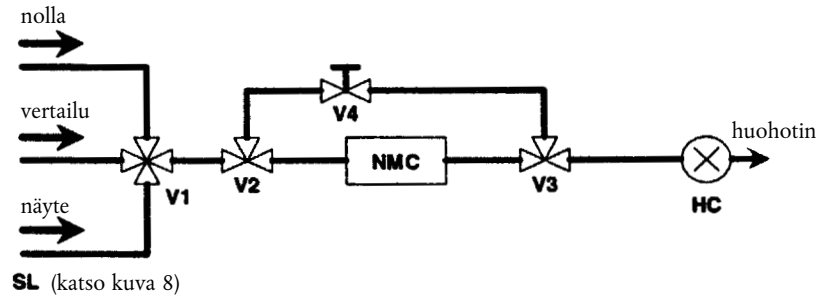 nolla
V4
vertailu
huohotin
NMC
V1
V2
V3
HC
näyte
SL (katso kuva 8)